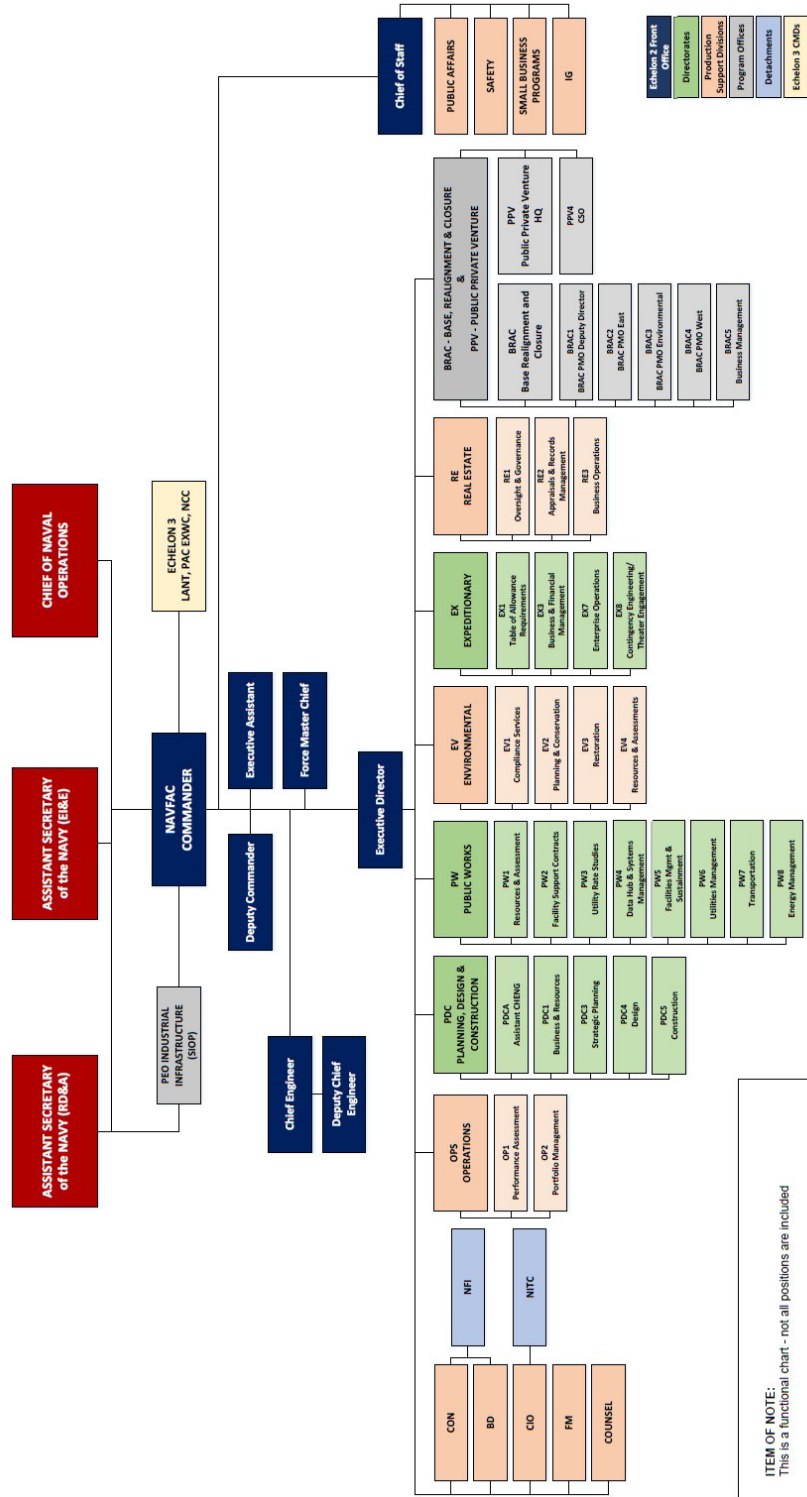 ASSISTANT SECRETARY
of the NAVY (RD&A)
ASSISTANT SECRETARY
of the NAVY (EI&E)
CHIEF OF NAVAL
OPERATIONS
PEO INDUSTRIAL
INFRASTRUCTURE
(SIOP)
NAVFAC
COMMANDER
ECHELON 3
LANT, PAC EXWC, NCC
Deputy Commander
Executive Assistant
Chief Engineer
Deputy Chief
Engineer
Force Master Chief
Executive Director
Chief of Staff
PUBLIC AFFAIRS
SAFETY
SMALL BUSINESS
PROGRAMS
IG
CON
BD
CIO
FM
COUNSEL
NFI
NITC
OPS
OPERATIONS
OP1
Performance Assessment
OP2
Portfolio Management
PDC
PLANNING, DESIGN &
CONSTRUCTION
PDCA
Assistant CHENG
PDC1
Business & Resources
PDC3
Strategic Planning
PDC4
Design
PDC5
Construction
PW
PUBLIC WORKS
PW1
Resources & Assessment
PW2
Facility Support Contracts
PW3
Utility Rate Studies
PW4
Data Hub & Systems
Management
PW5
Facilities Mgmt &
Sustainment
PW6
Utilities Management
PW7
Transportation
PW8
Energy Management
EV
ENVIRONMENTAL
EV1
Compliance Services
EV2
Planning & Conservation
EV3
Restoration
EV4
Resources & Assessments
EX
EXPEDITIONARY
EX1
Table of Allowance
Requirements
EX3
Business & Financial
Management
EX7
Enterprise Operations
EX8
Contingency Engineering/
Theater Engagement
RE
REAL ESTATE
RE1
Oversight & Governance
RE2
Appraisals & Records
Management
RE3
Business Operations
BRAC - BASE, REALIGNMENT & CLOSURE
&
PPV - PUBLIC PRIVATE VENTURE
BRAC
Base Realignment and
Closure
BRAC1
BRAC PMO Deputy Director
BRAC2
BRAC PMO East
BRAC3
BRAC PMO Environmental
BRAC4
BRAC PMO West
BRAC5
Business Management
PPV
Public Private Venture
HQ
PPV4
CSO
ITEM OF NOTE:
This is a functional chart - not all positions are included
Echelon 2 Front
Office
Directorates
Production
Support Divisions
Program Offices
Detachments
Echelon 3 CMDs